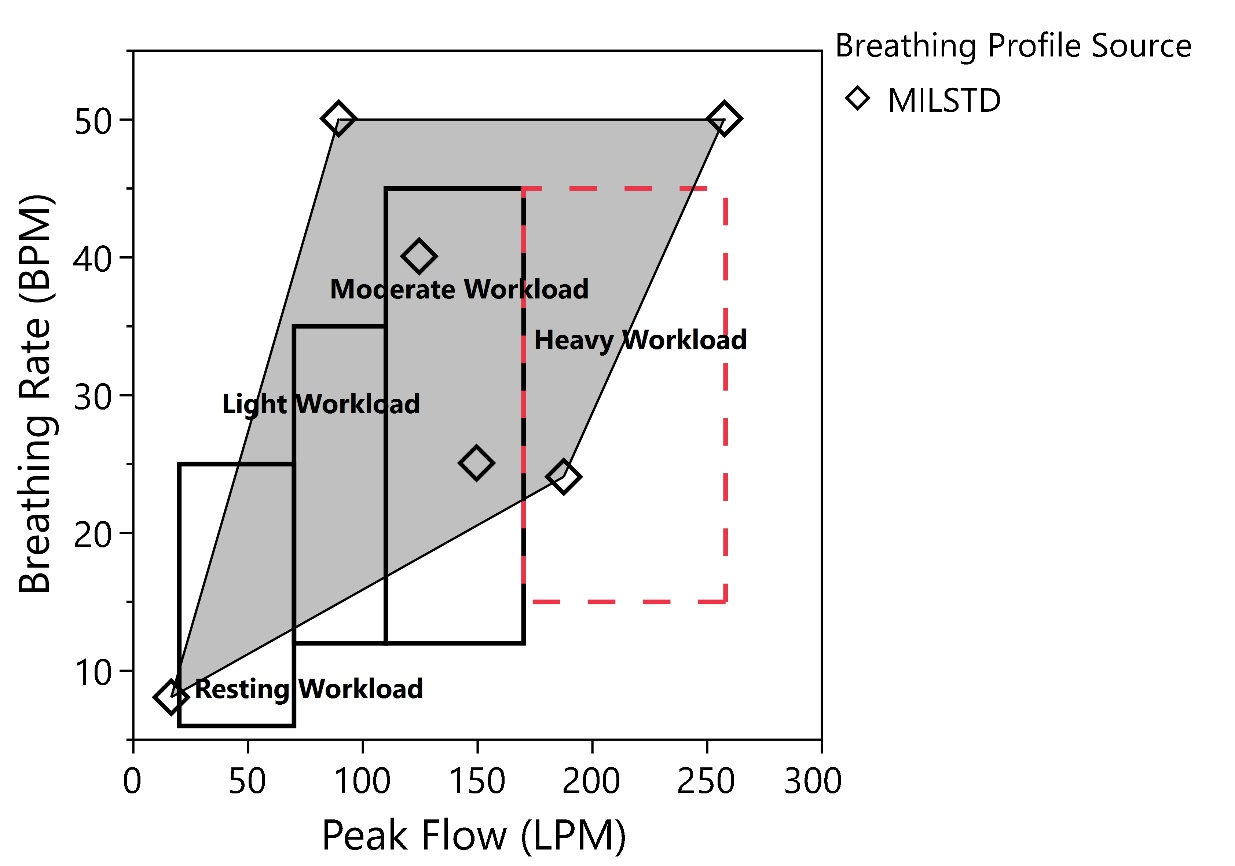 Breathing Profile Source
MILSTD
Breathing Rate (BPM)
50
40
30
20
10
Moderate Workload
Heavy Workload
Light Workload
Resting Workload
0 50 100 150 200 250 300
Peak Flow (LPM)